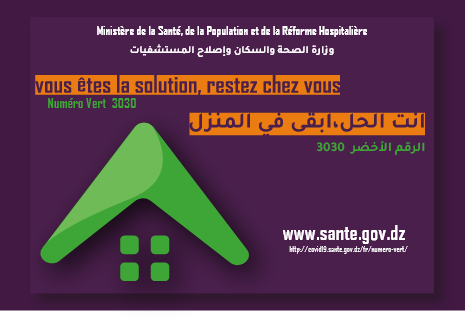 Ministère de la Santé, de la Population et de la Réforme Hospitalière
وزارة الصحة والسكان وإصلاح المستشفيات
vous êtes la solution, restez chez vous
Numéro Vert 3030
انت الحل،ابقى في المنزل
الرقم الأخضر 3030
www.sante.gov.dz
http://covid19.sante.gov.dz/fr/numero-vert/